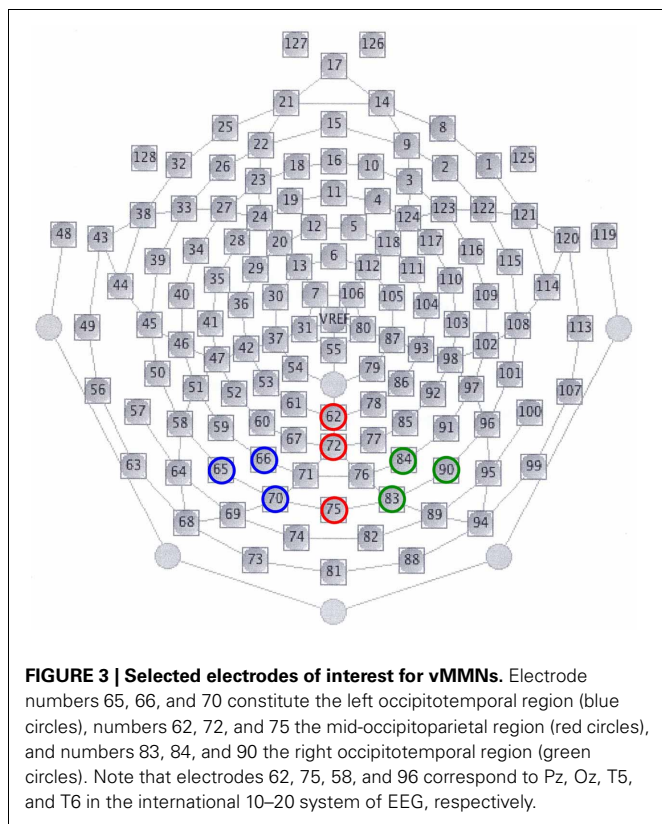 127 126
17
21 14
25 15 8
22 9
128 32 26 18 16 10 2 1 125
23 3
38 33 27 19 11 4 124 123 122 121
24
48 43 34 28 20 12 5 118 117 116 120 119
39 29 13 6 112 111 115
44 40 35 30 7 106 105 110 109 114
36 104
49 45 41 31 VREF 80 103 108 113
46 37 87
47 42 55 93 98 102
50 54 79 101
56 51 52 53 86 92 97 107
57 61 78 100
58 59 60 62 85 91 96
67 72 77
63 64 65 66 71 76 84 90 95 99
70 83
68 69 75 89 94
74 82
73 81 88
FIGURE 3 | Selected electrodes of interest for vMMNs. Electrode
numbers 65, 66, and 70 constitute the left occipitotemporal region (blue
circles), numbers 62, 72, and 75 the mid-occipitoparietal region (red circles),
and numbers 83, 84, and 90 the right occipitotemporal region (green
circles). Note that electrodes 62, 75, 58, and 96 correspond to Pz, Oz, T5,
and T6 in the international 10–20 system of EEG, respectively.